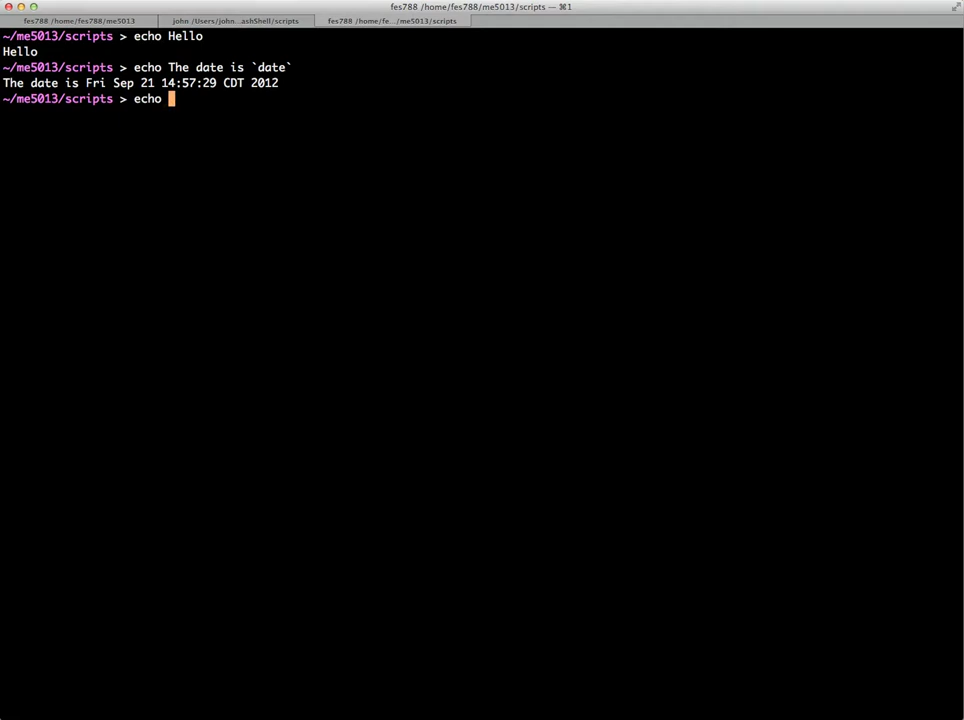 fes788 /home/fes788/me5013/scripts — ⌘1
fes788 /home/fes788/me5013
john /Users/john...ashShell/scripts
fes788 /home/fe.../me5013/scripts
~/me5013/scripts > echo Hello
Hello
~/me5013/scripts > echo The date is `date`
The date is Fri Sep 21 14:57:29 CDT 2012
~/me5013/scripts > echo